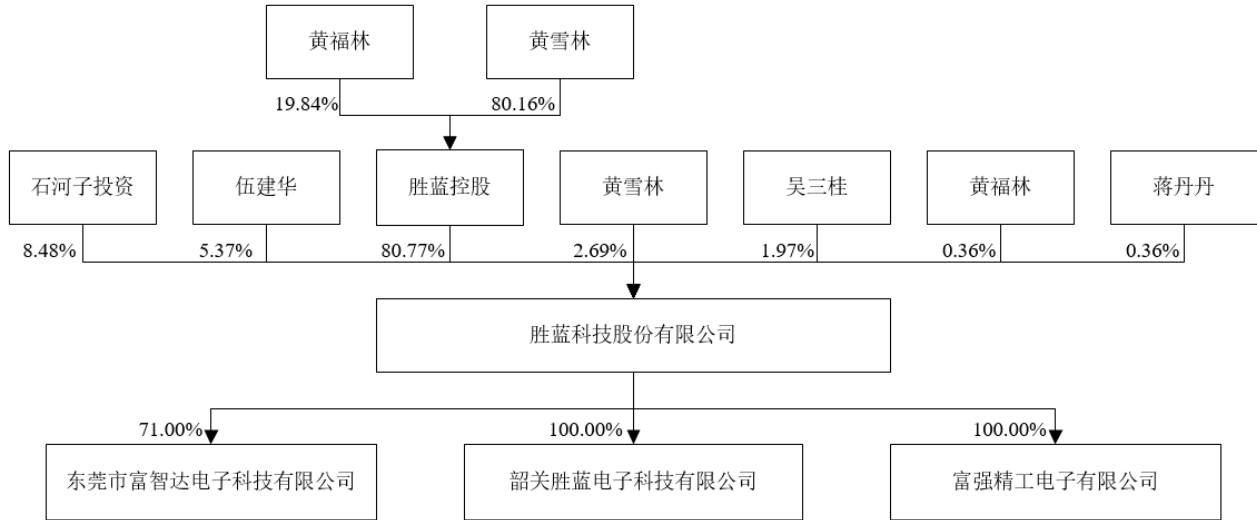 黄福林
黄雪林
19.84%
80.16%
石河子投资
伍建华
胜蓝控股
黄雪林
吴三桂
黄福林
蒋丹丹
8.48%
5.37%
80.77%
2.69%
1.97%
0.36%
0.36%
胜蓝科技股份有限公司
71.00%
100.00%
100.00%
东莞市富智达电子科技有限公司
韶关胜蓝电子科技有限公司
富强精工电子有限公司